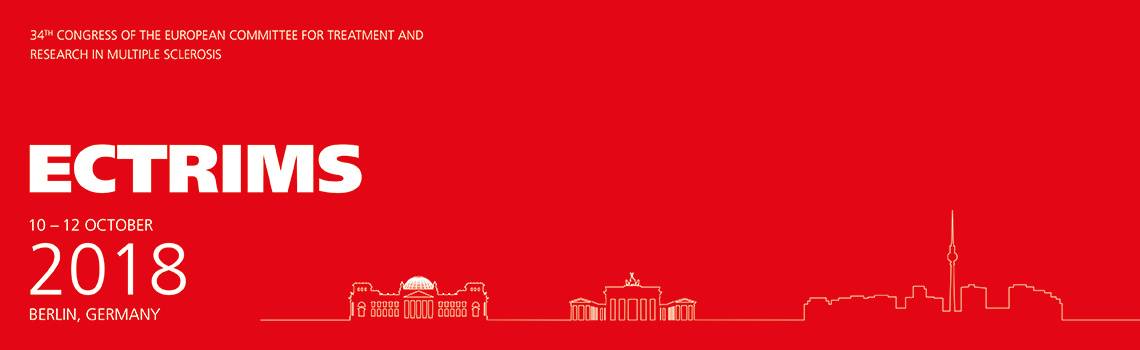 34TH CONGRESS OF THE EUROPEAN COMMITTEE FOR TREATMENT AND
RESEARCH IN MULTIPLE SCLEROSIS
ECTRIMS
10 – 12 OCTOBER
2018
BERLIN, GERMANY